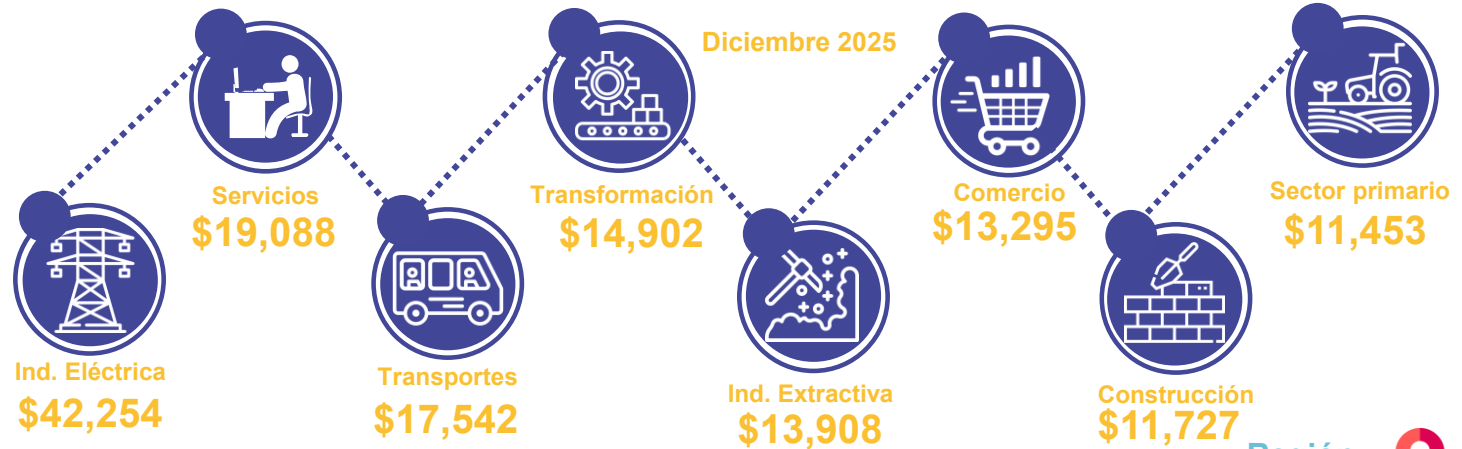 Diciembre 2025
Ind. Eléctrica
$42,254
Servicios
$19,088
Transportes
$17,542
Transformación
$14,902
Ind. Extractiva
$13,908
Comercio
$13,295
Construcción
$11,727
Sector primario
$11,453